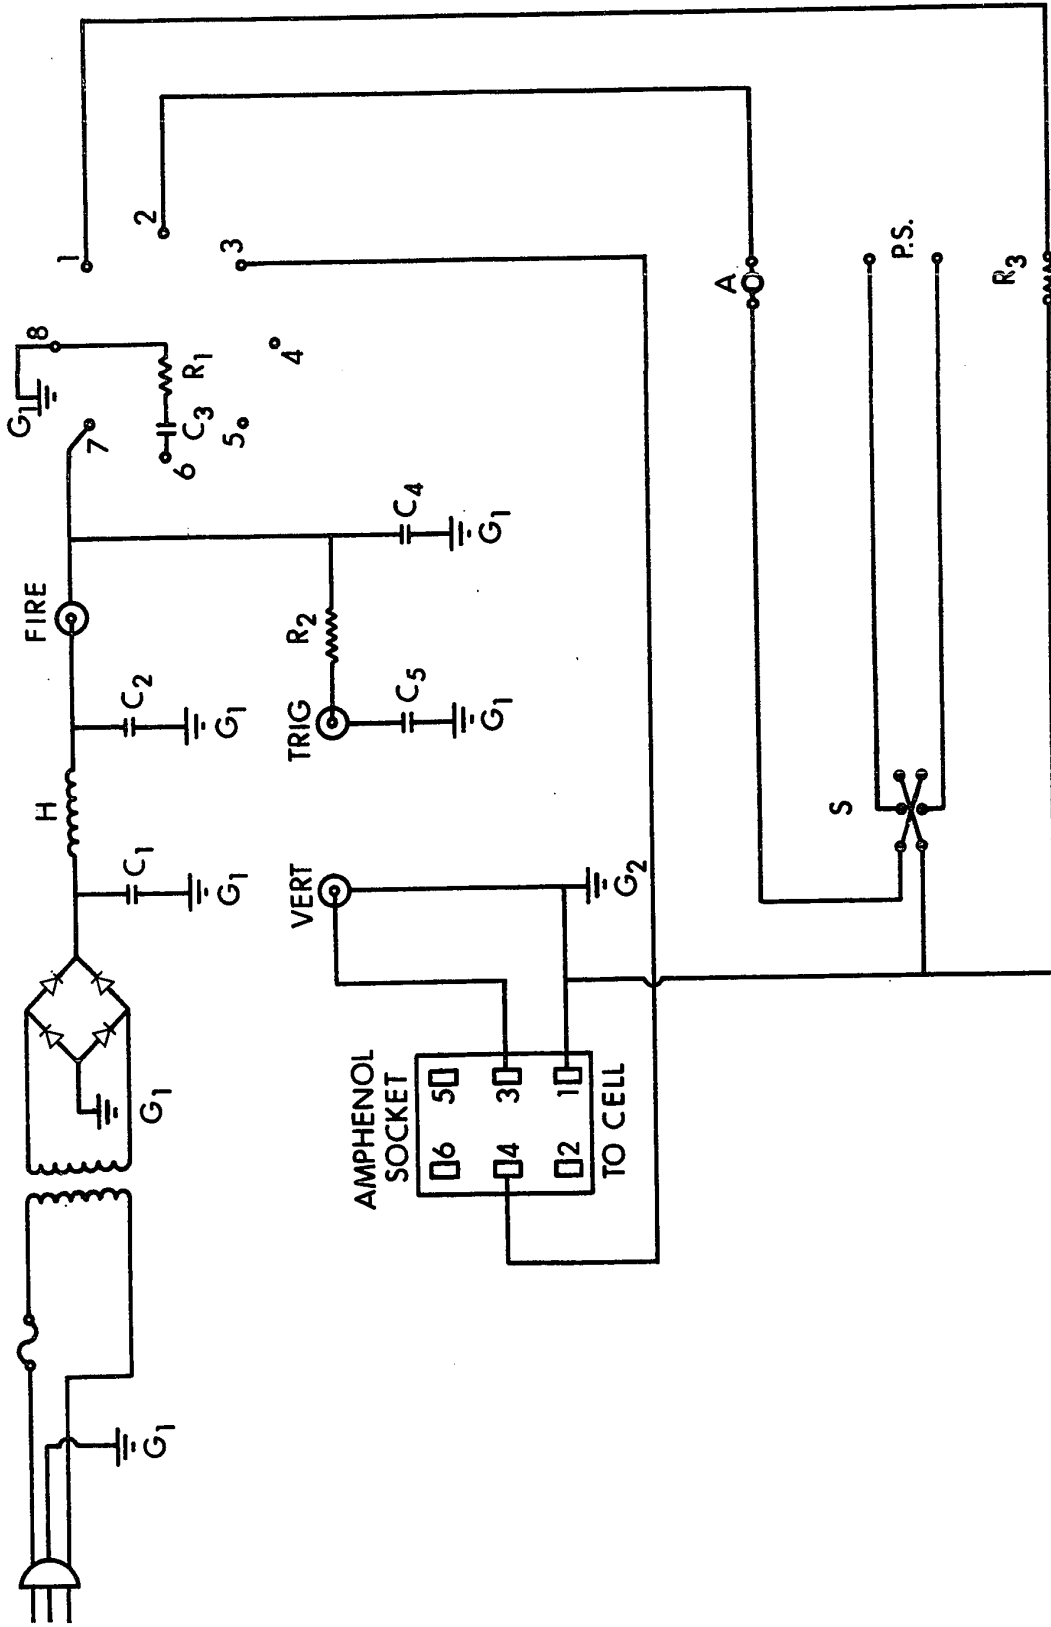 G1
FIRE
H
C2
G1
C1
G1
G1
G1
7
8
1
2
3
4
5
6
C3
R1
R2
C4
G1
TRIG
C5
G1
VERT
G2
AMPHENOL
SOCKET
6
5
4
3
2
1
TO CELL
A
S
P.S.
R3